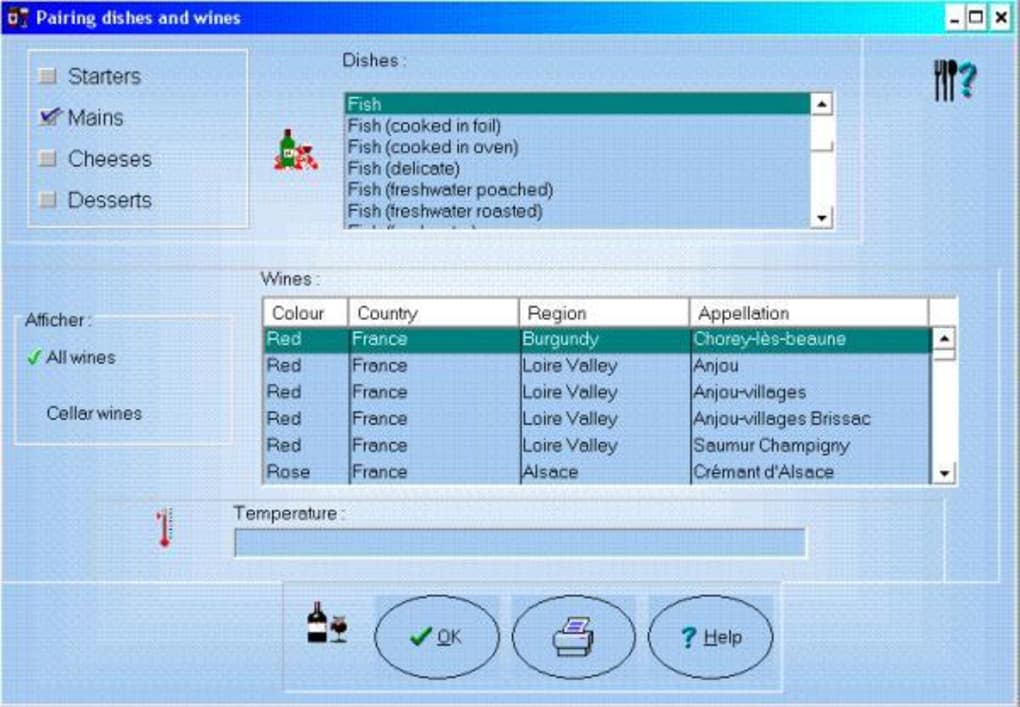 Pairing dishes and wines
Starters
Mains
Cheeses
Desserts
Dishes :
Fish
Fish (cooked in foil)
Fish (cooked in oven)
Fish (delicate)
Fish (freshwater poached)
Fish (freshwater roasted)
Wines :
Afficher :
All wines
Cellar wines
Colour Country Region Appellation
Red France Burgundy Chorey-lès-beaune
Red France Loire Valley Anjou
Red France Loire Valley Anjou-villages
Red France Loire Valley Anjou-villages Brissac
Red France Loire Valley Saumur Champigny
Rose France Alsace Crémant d'Alsace
Temperature :
OK
? Help